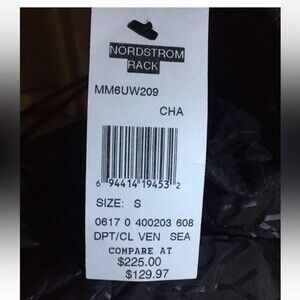 NORDSTROM
RACK
MM6UW209
CHA
6 94414 19453 2
SIZE: S
0617 0 400203 608
DPT/CL VEN SEA
COMPARE AT
$225.00
$129.97